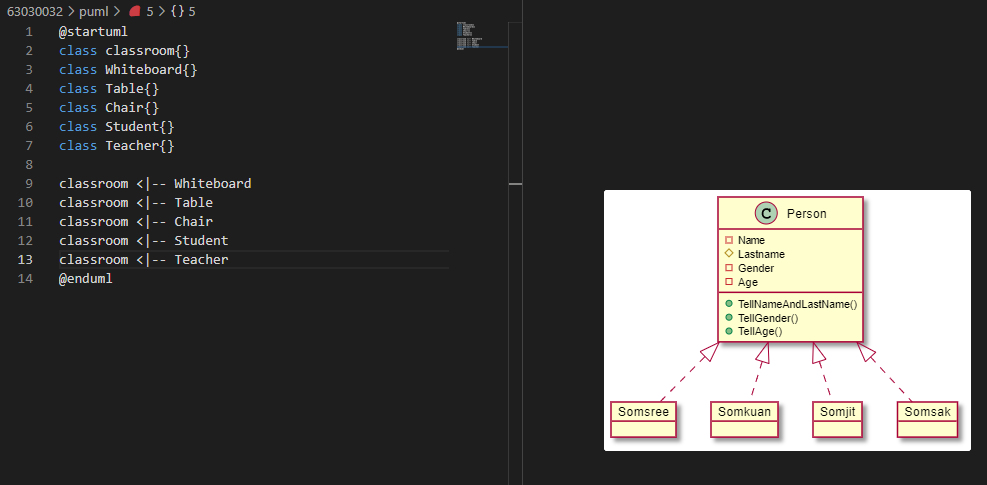 63030032 > puml > 5 > {} 5
1 @startuml
2 class classroom{}
3 class Whiteboard{}
4 class Table{}
5 class Chair{}
6 class Student{}
7 class Teacher{}
8
9 classroom <|-- Whiteboard
10 classroom <|-- Table
11 classroom <|-- Chair
12 classroom <|-- Student
13 classroom <|-- Teacher
14 @enduml
C Person
Name
Lastname
Gender
Age
TellNameAndLastName()
TellGender()
TellAge()
Somsree Somkuan Somjit Somsak